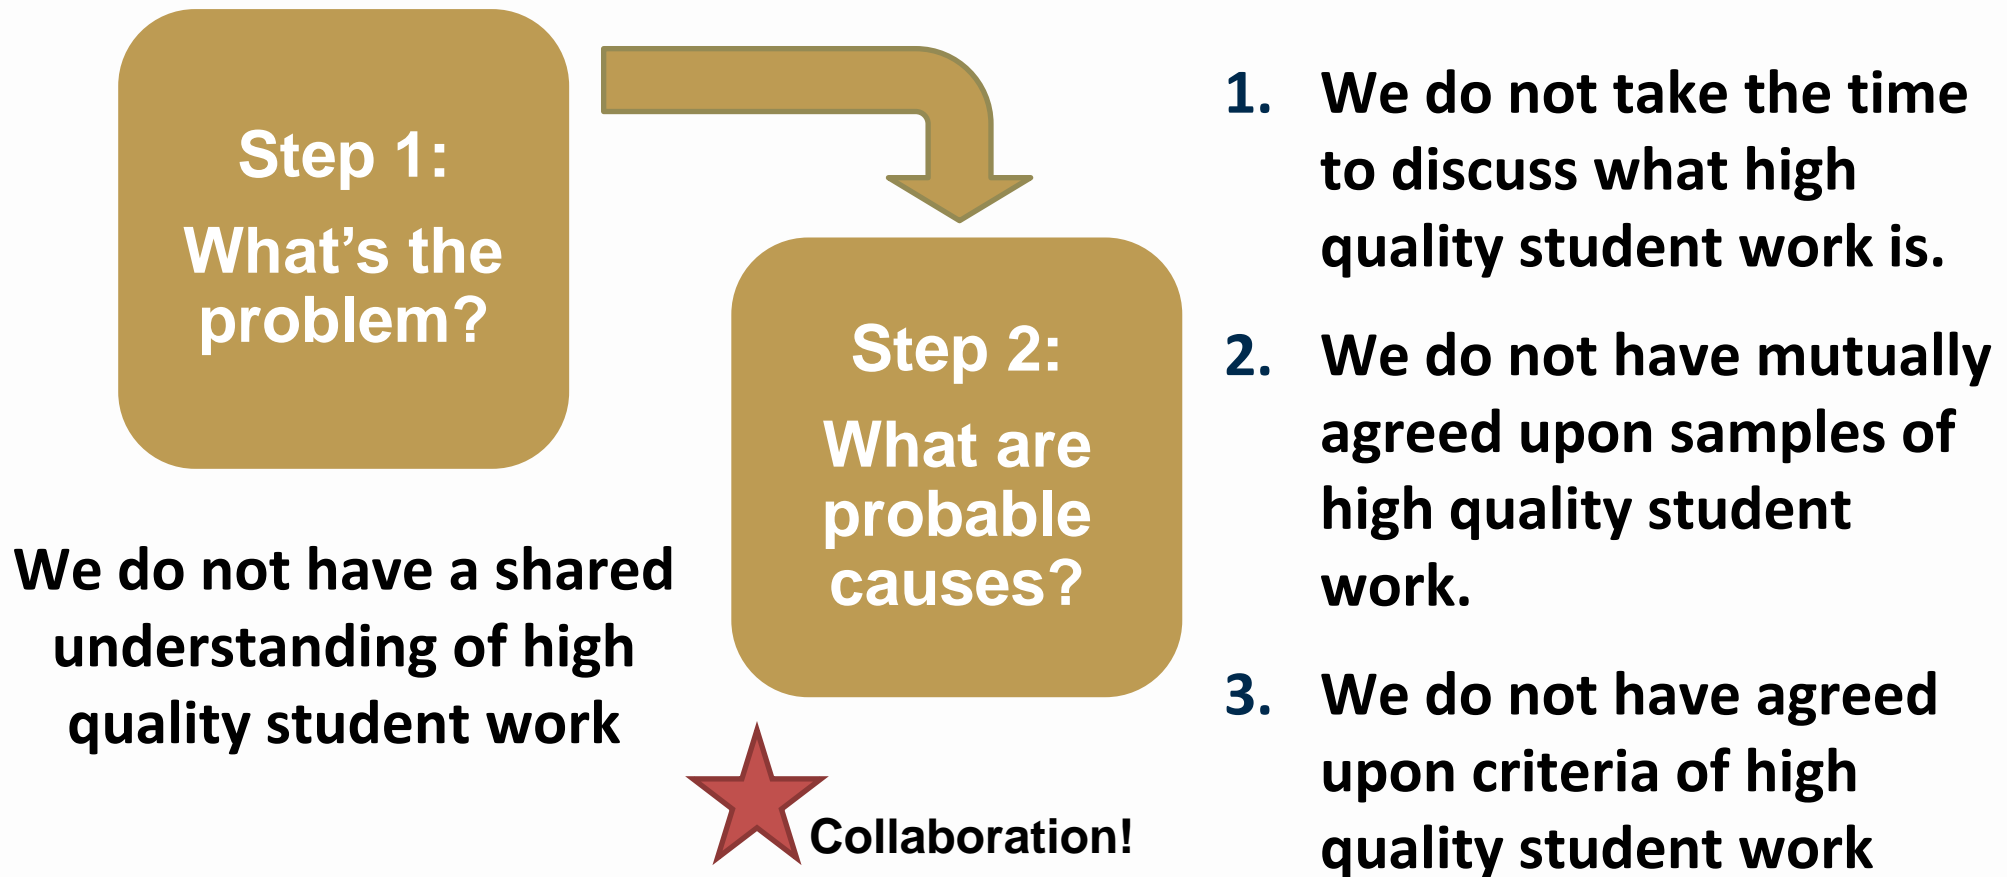 Step 1:
What’s the
problem?
We do not have a shared
understanding of high
quality student work
Step 2:
What are
probable
causes?
Collaboration!
1. We do not take the time
to discuss what high
quality student work is.
2. We do not have mutually
agreed upon samples of
high quality student
work.
3. We do not have agreed
upon criteria of high
quality student work